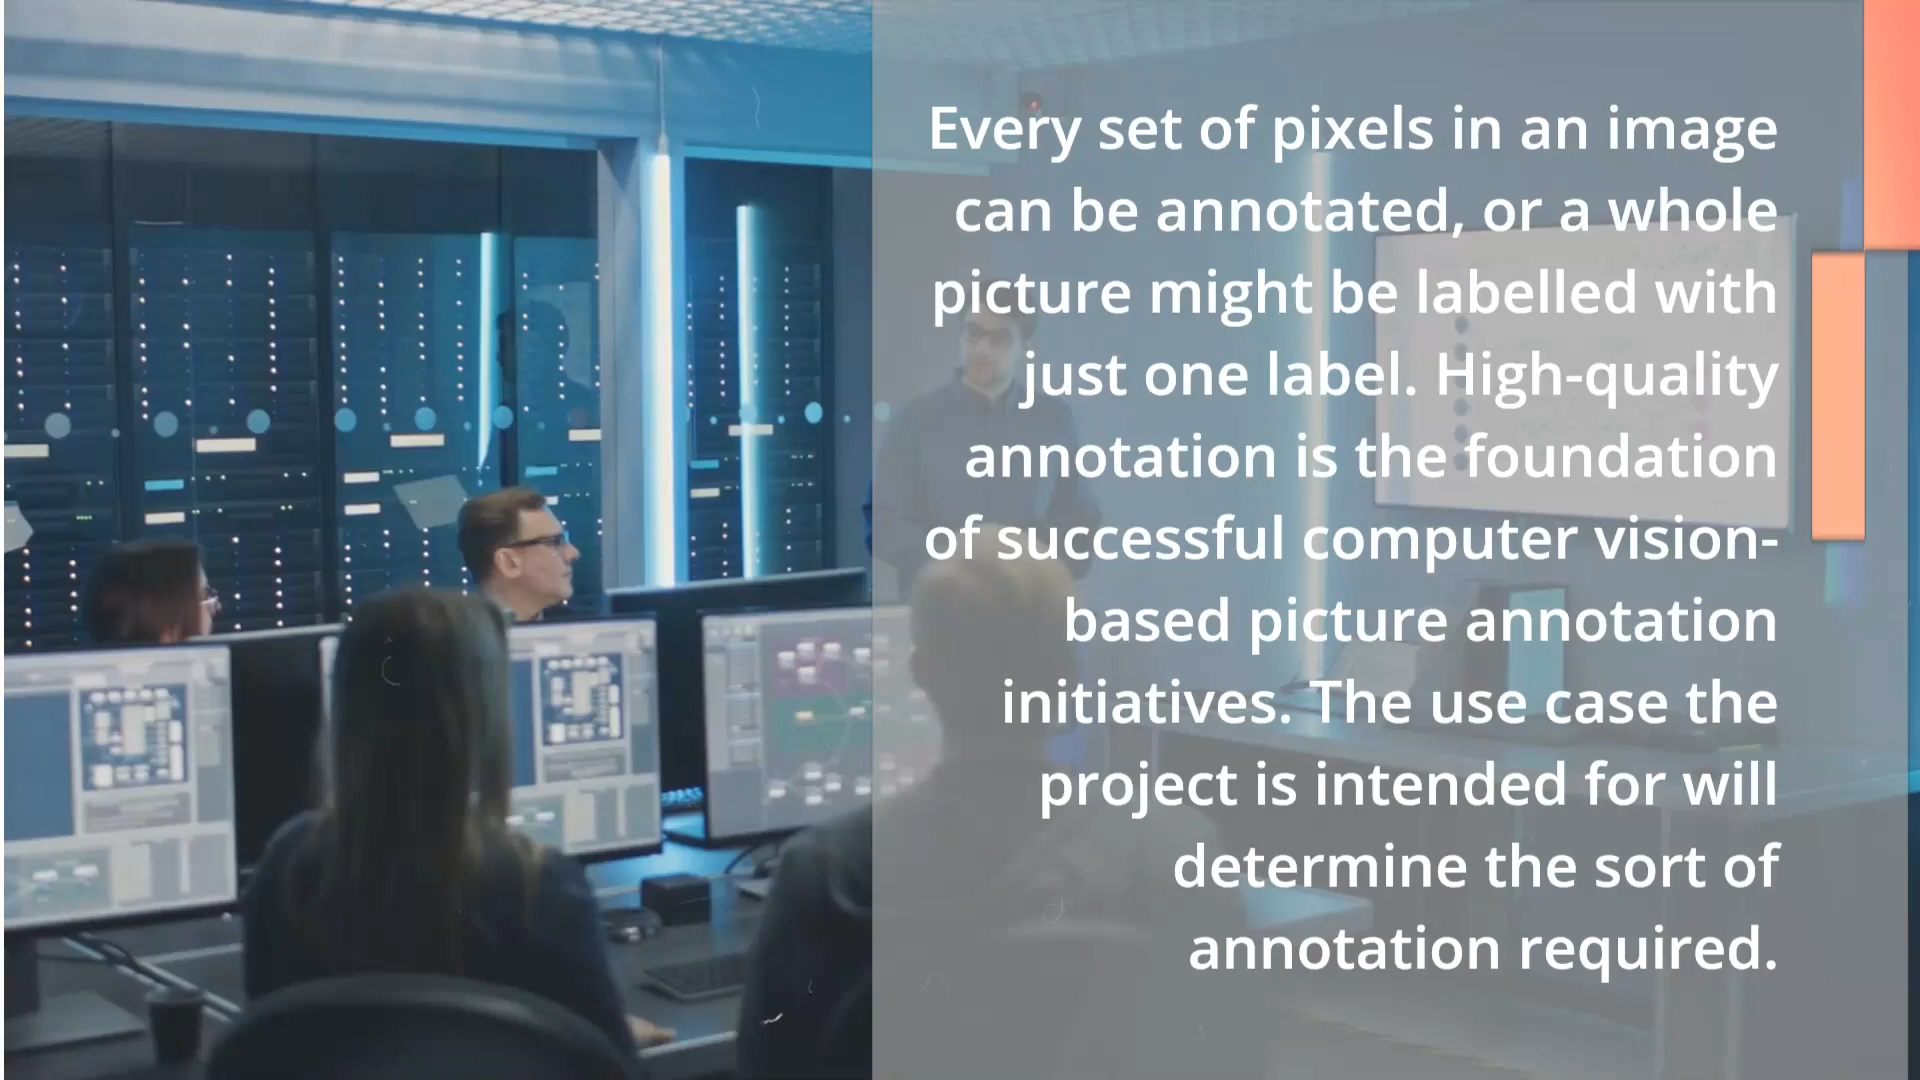 Every set of pixels in an image
can be annotated, or a whole
picture might be labelled with
just one label. High-quality
annotation is the foundation
of successful computer vision-
based picture annotation
initiatives. The use case the
project is intended for will
determine the sort of
annotation required.